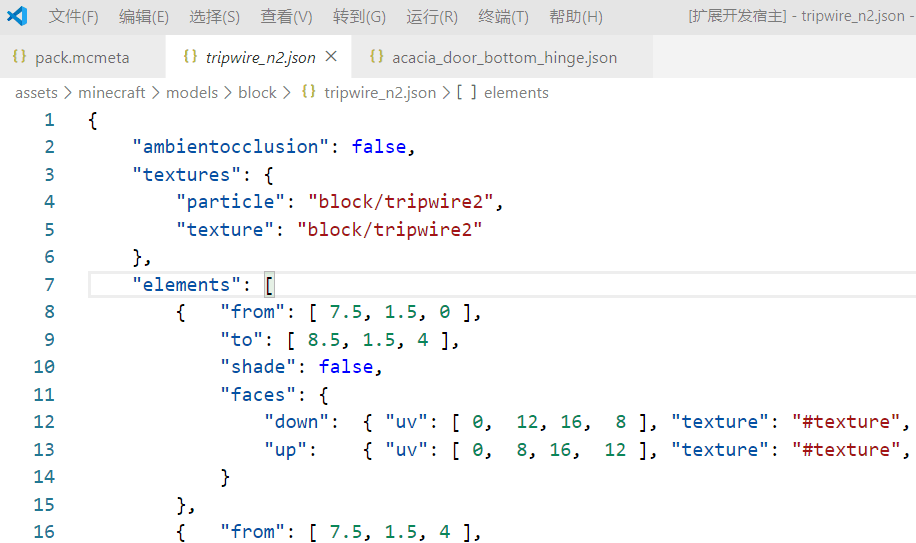 文件(F) 编辑(E) 选择(S) 查看(V) 转到(G) 运行(R) 终端(T) 帮助(H) [扩展开发宿主] - tripwire_n2.json -
{} pack.mcmeta {} tripwire_n2.json × {} acacia_door_bottom_hinge.json
assets > minecraft > models > block > {} tripwire_n2.json > [ ] elements
1 {
2 "ambientocclusion": false,
3 "textures": {
4 "particle": "block/tripwire2",
5 "texture": "block/tripwire2"
6 },
7 "elements": [
8 { "from": [ 7.5, 1.5, 0 ],
9 "to": [ 8.5, 1.5, 4 ],
10 "shade": false,
11 "faces": {
12 "down": { "uv": [ 0, 12, 16, 8 ], "texture": "#texture",
13 "up": { "uv": [ 0, 8, 16, 12 ], "texture": "#texture",
14 }
15 },
16 { "from": [ 7.5, 1.5, 4 ],